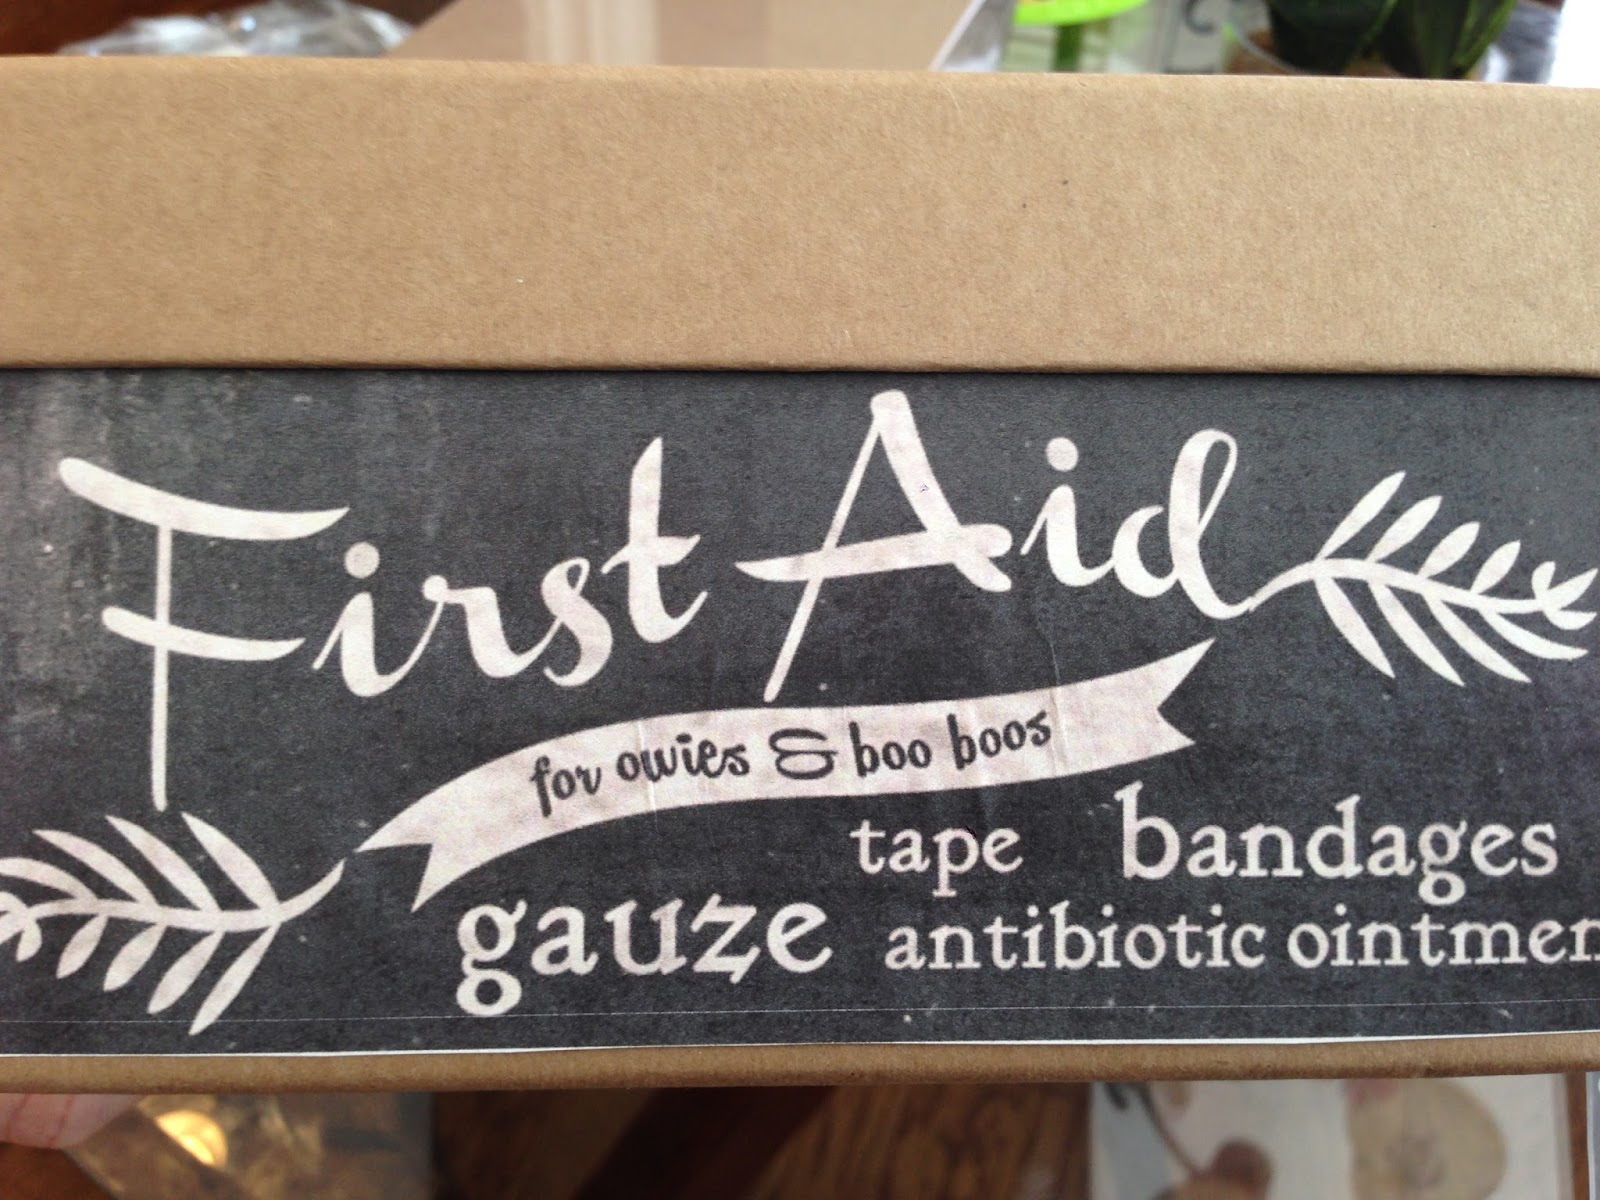 First Aid
for owies & boo boos
tape bandages
gauze antibiotic ointmen